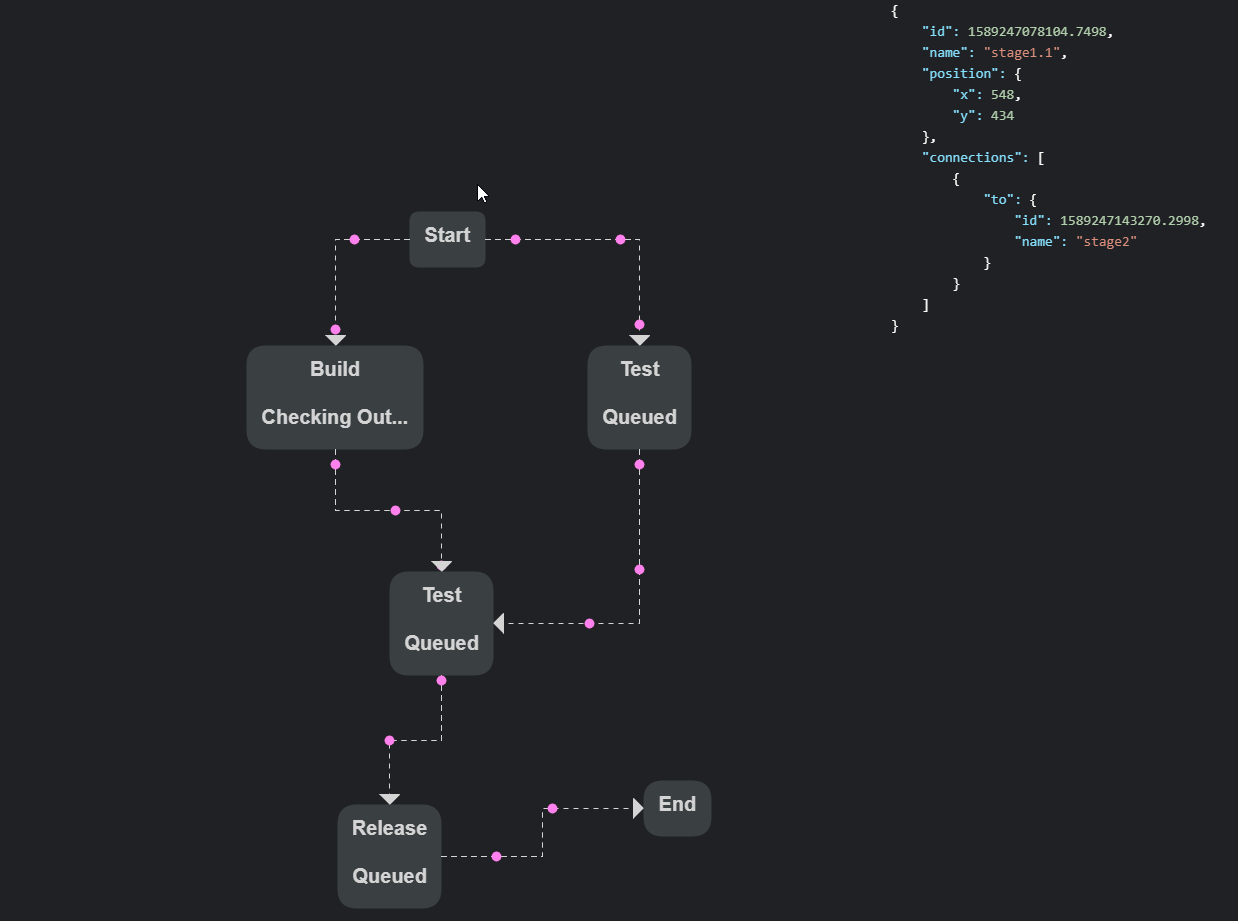 Start
Build
Checking Out...
Test
Queued
Test
Queued
Release
Queued
End
{
    "id": 1589247078104.7498,
    "name": "stage1.1",
    "position": {
        "x": 548,
        "y": 434
    },
    "connections": [
        {
            "to": {
                "id": 1589247143270.2998,
                "name": "stage2"
            }
        }
    ]
}